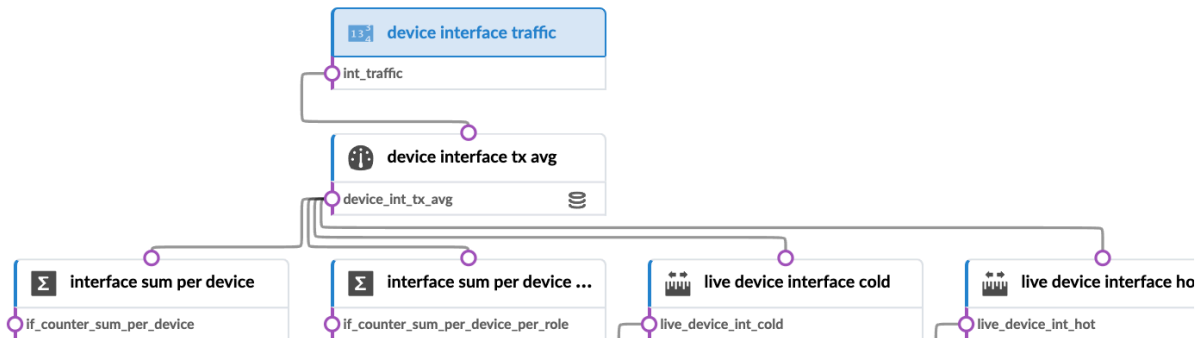 device interface traffic
int_traffic
device interface tx avg
device_int_tx_avg
interface sum per device
interface sum per device ...
live device interface cold
live device interface ho
if_counter_sum_per_device
if_counter_sum_per_device_per_role
live_device_int_cold
live_device_int_hot